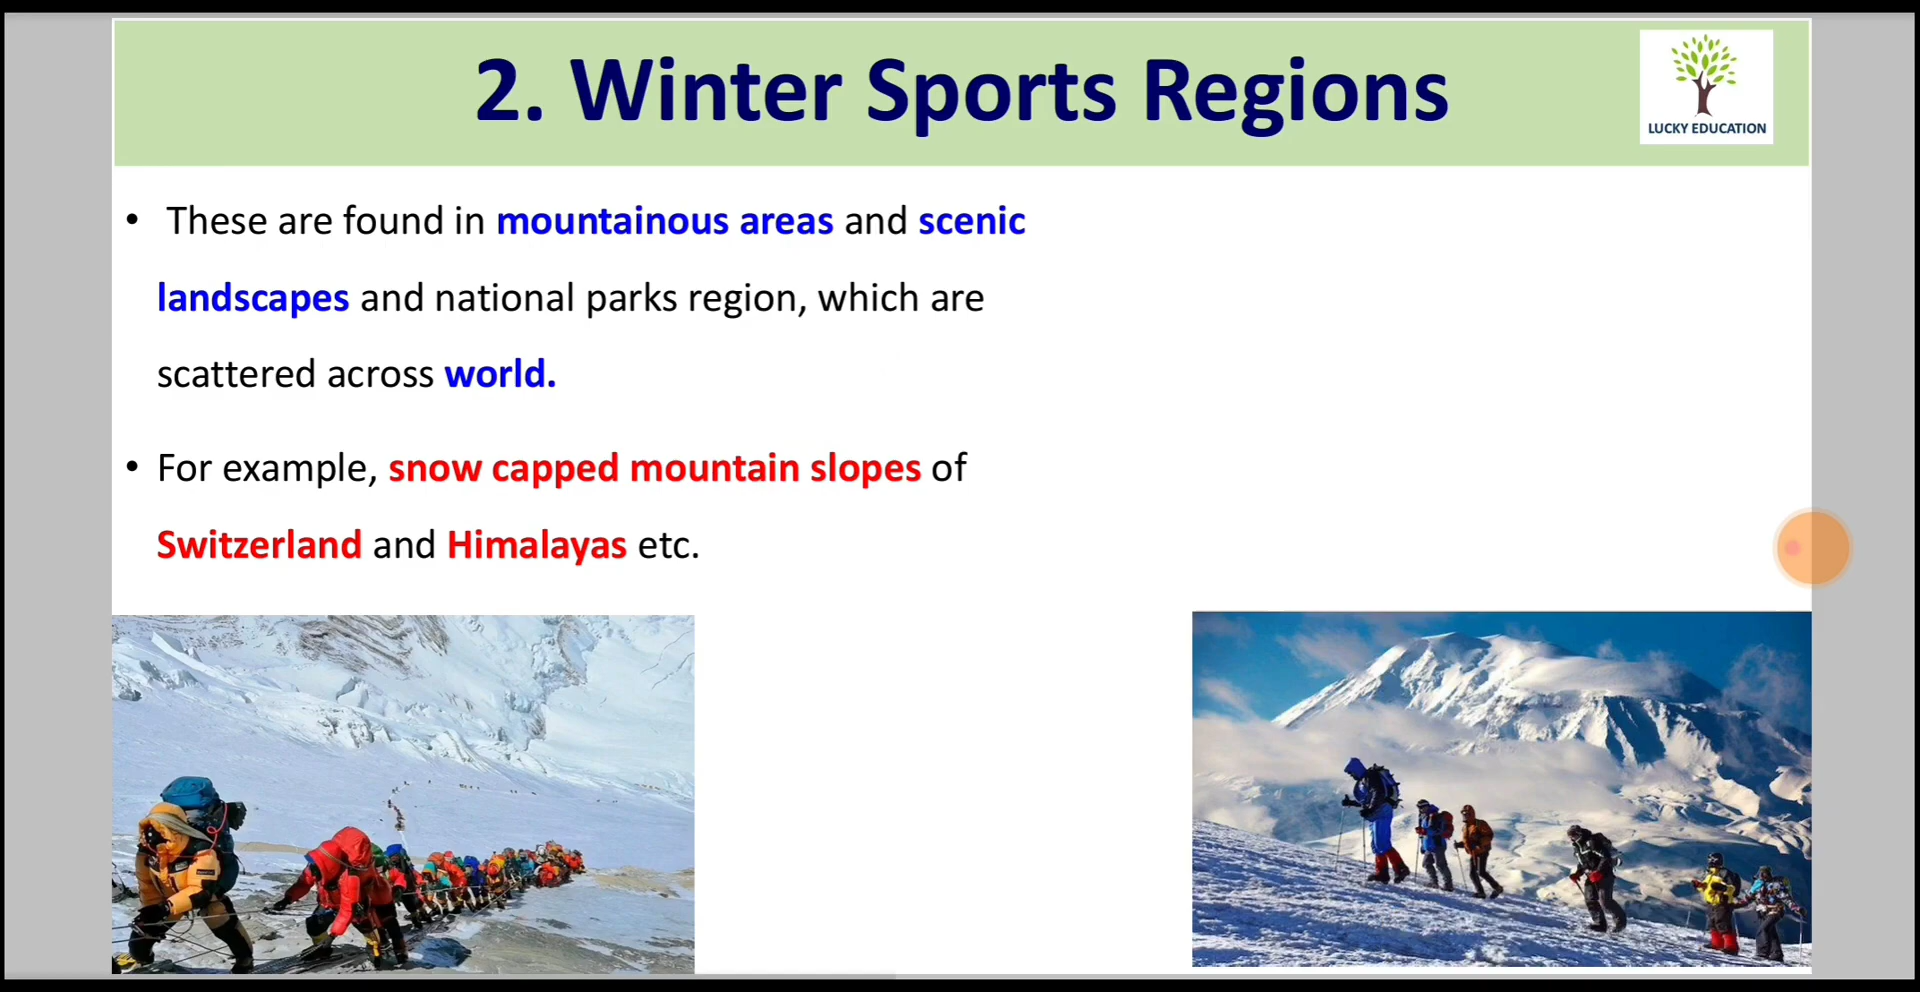 2. Winter Sports Regions
LUCKY EDUCATION
• These are found in mountainous areas and scenic
landscapes and national parks region, which are
scattered across world.
• For example, snow capped mountain slopes of
Switzerland and Himalayas etc.